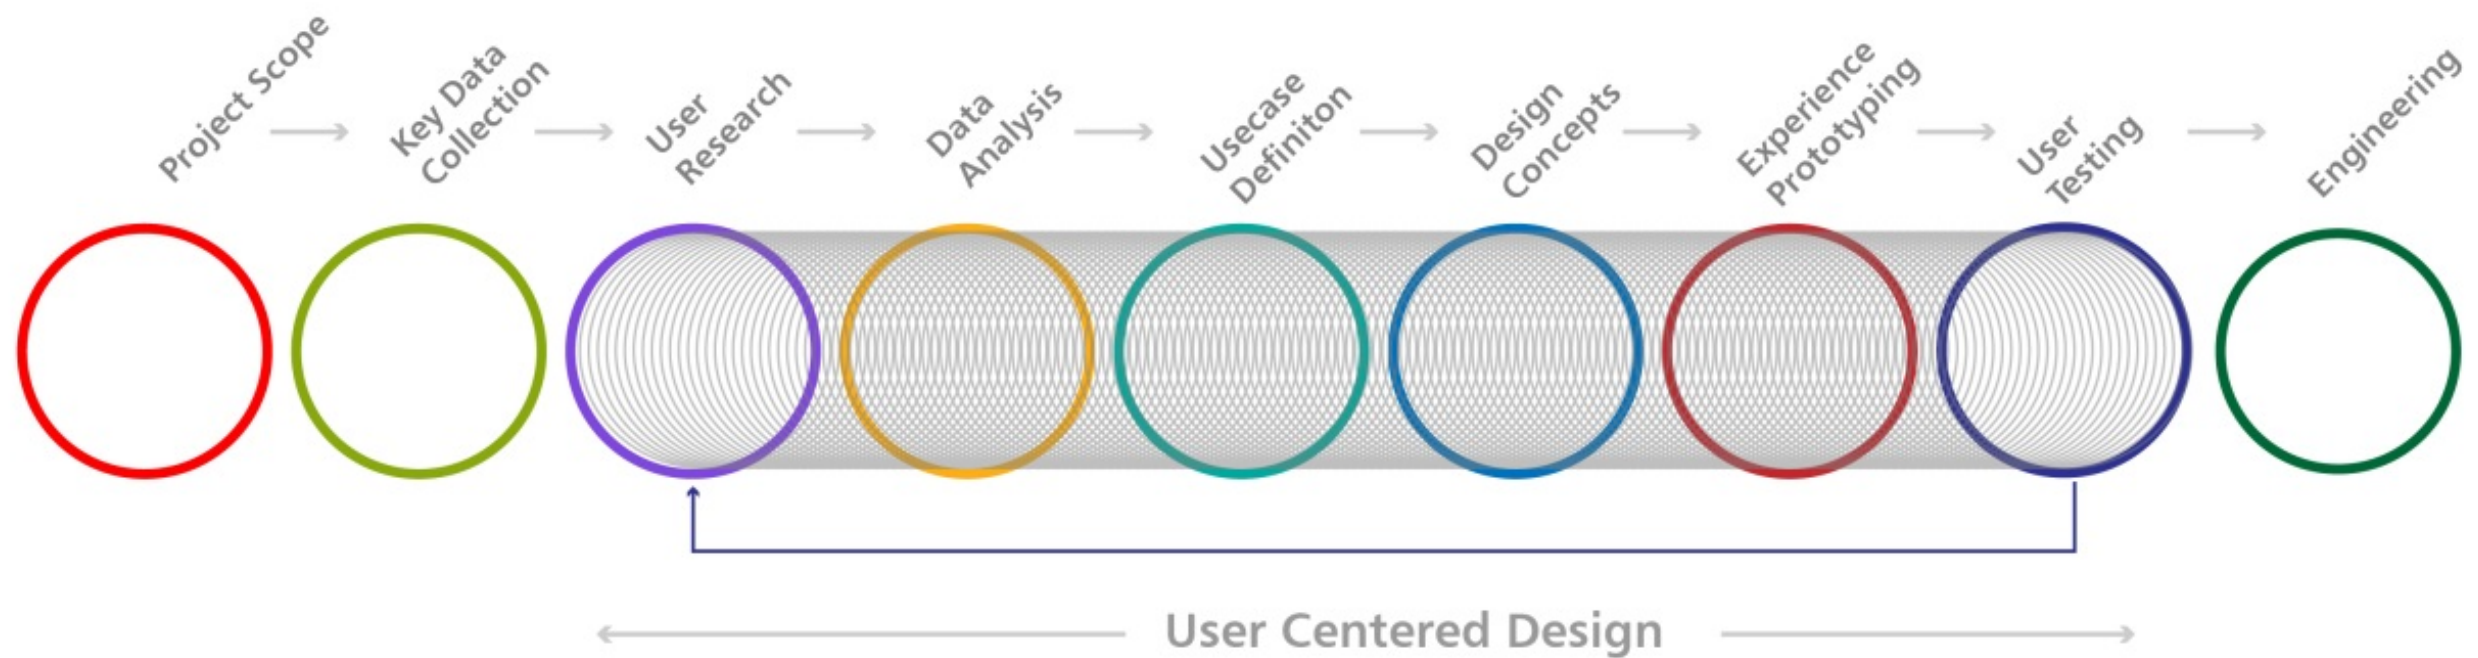 Project Scope
Key Data
Collection
User
Research
Data
Analysis
Usecase
Definiton
Design
Concepts
Experience
Prototyping
User
Testing
Engineering
User Centered Design